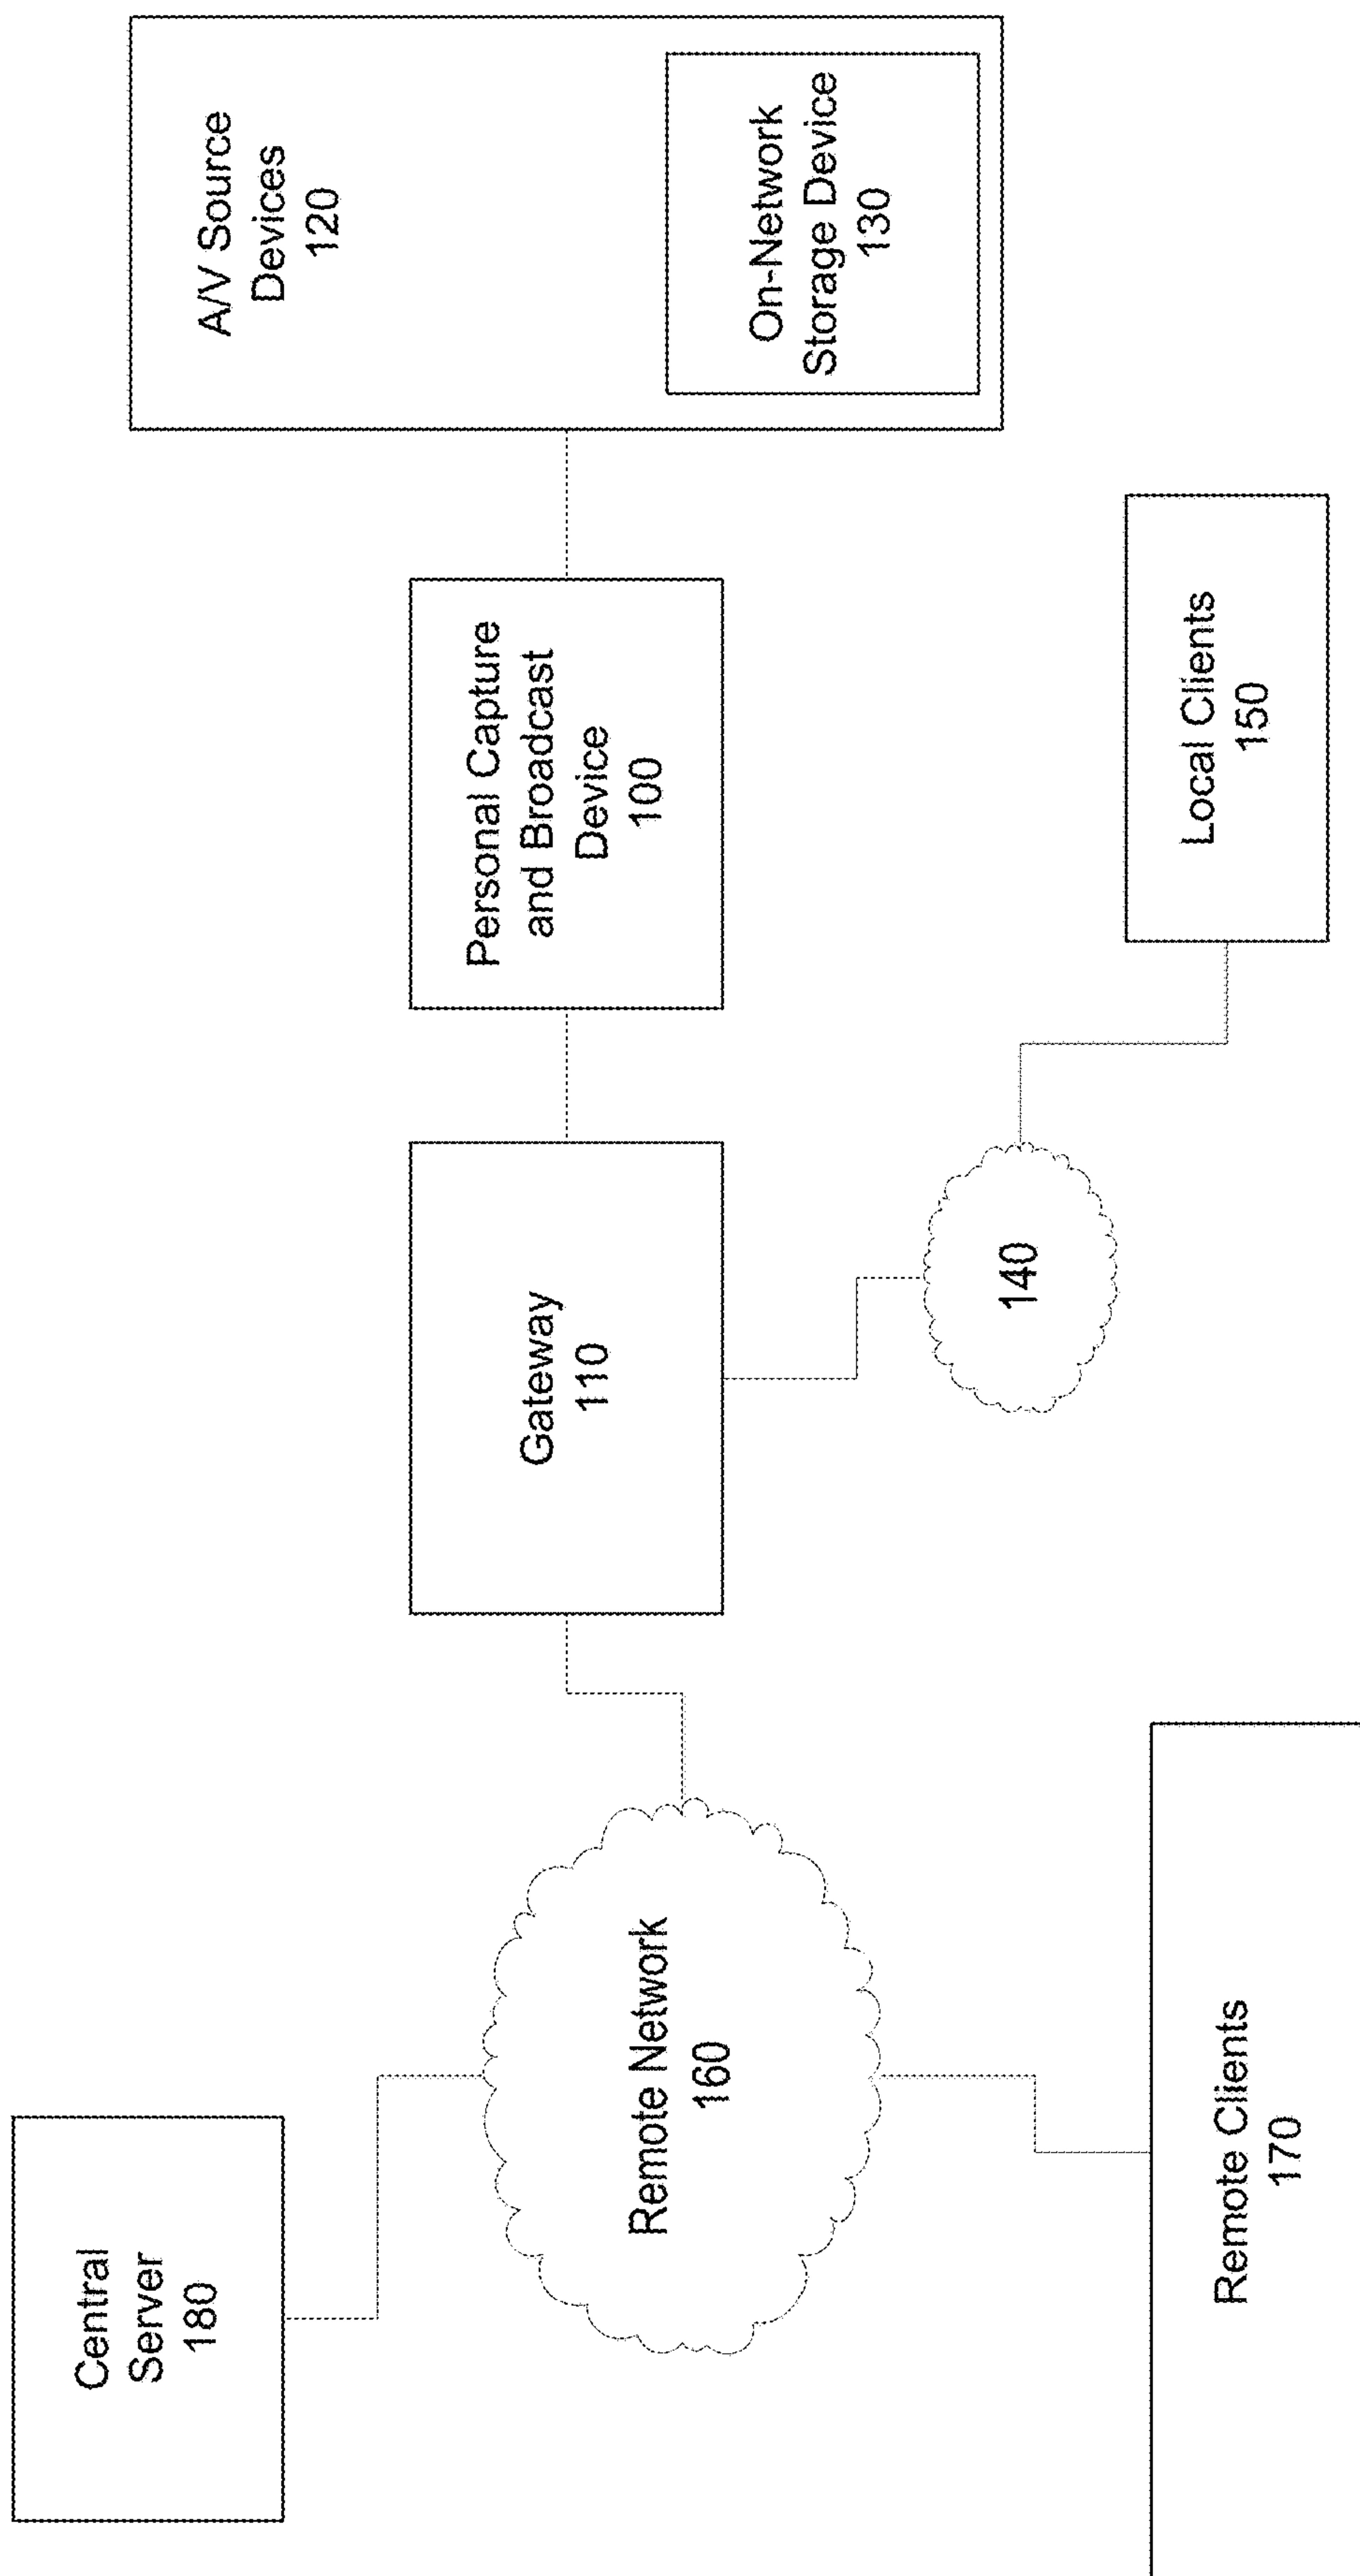 Central
Server
180
Remote Network
160
Remote Clients
170
Gateway
110
140
Personal Capture
and Broadcast
Device
100
Local Clients
150
A/V Source
Devices
120
On-Network
Storage Device
130